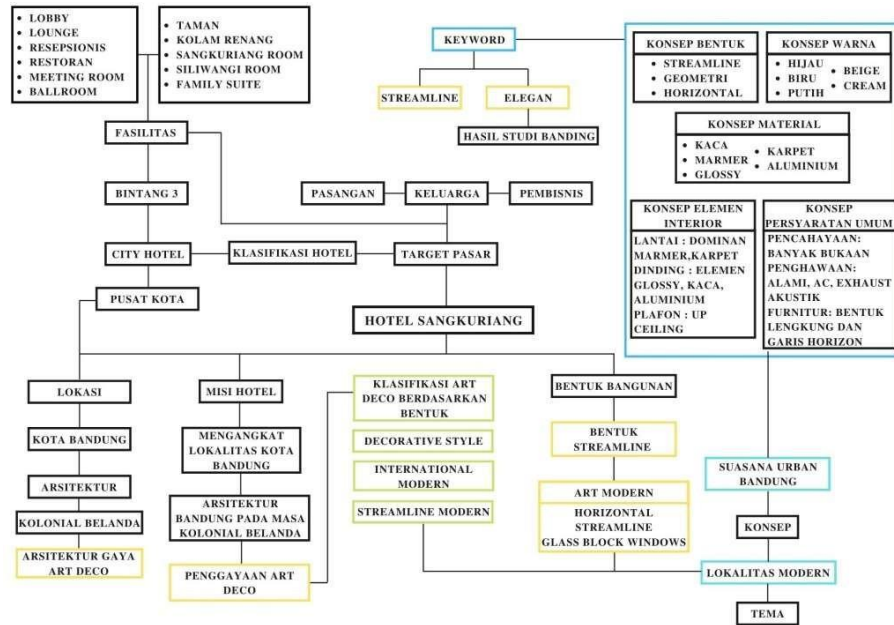 LOBBY
LOUNGE
RESEPSIONIS
RESTORAN
MEETING ROOM
BALLROOM
TAMAN
KOLAM RENANG
SANGKURIANG ROOM
SILIWANGI ROOM
FAMILY SUITE
FASILITAS
BINTANG 3
CITY HOTEL
KLASIFIKASI HOTEL
TARGET PASAR
PUSAT KOTA
PASANGAN
KELUARGA
PEMBISNIS
KEYWORD
STREAMLINE
ELEGAN
HASIL STUDI BANDING
KONSEP BENTUK
STREAMLINE
GEOMETRI
HORIZONTAL
KONSEP WARNA
HIJAU
BIRU
PUTIH
BEIGE
CREAM
KONSEP MATERIAL
KACA
MARMER
GLOSSY
KARPET
ALUMINIUM
KONSEP ELEMEN
INTERIOR
LANTAI : DOMINAN
MARMER,KARPET
DINDING : ELEMEN
GLOSSY, KACA,
ALUMINIUM
PLAFON : UP
CEILING
KONSEP
PERSYARATAN UMUM
PENCAHAYAAN:
BANYAK BUKAAN
PENGHAWAAN:
ALAMI, AC, EXHAUST
AKUSTIK
FURNITUR: BENTUK
LENGKUNG DAN
GARIS HORIZON
HOTEL SANGKURIANG
LOKASI
KOTA BANDUNG
ARSITEKTUR
KOLONIAL BELANDA
ARSITEKTUR GAYA
ART DECO
MISI HOTEL
MENGANGKAT
LOKALITAS KOTA
BANDUNG
ARSITEKTUR
BANDUNG PADA MASA
KOLONIAL BELANDA
PENGGAYAAN ART
DECO
KLASIFIKASI ART
DECO BERDASARKAN
BENTUK
DECORATIVE STYLE
INTERNATIONAL
MODERN
STREAMLINE MODERN
BENTUK BANGUNAN
BENTUK
STREAMLINE
ART MODERN
HORIZONTAL
STREAMLINE
GLASS BLOCK WINDOWS
SUASANA URBAN
BANDUNG
KONSEP
LOKALITAS MODERN
TEMA